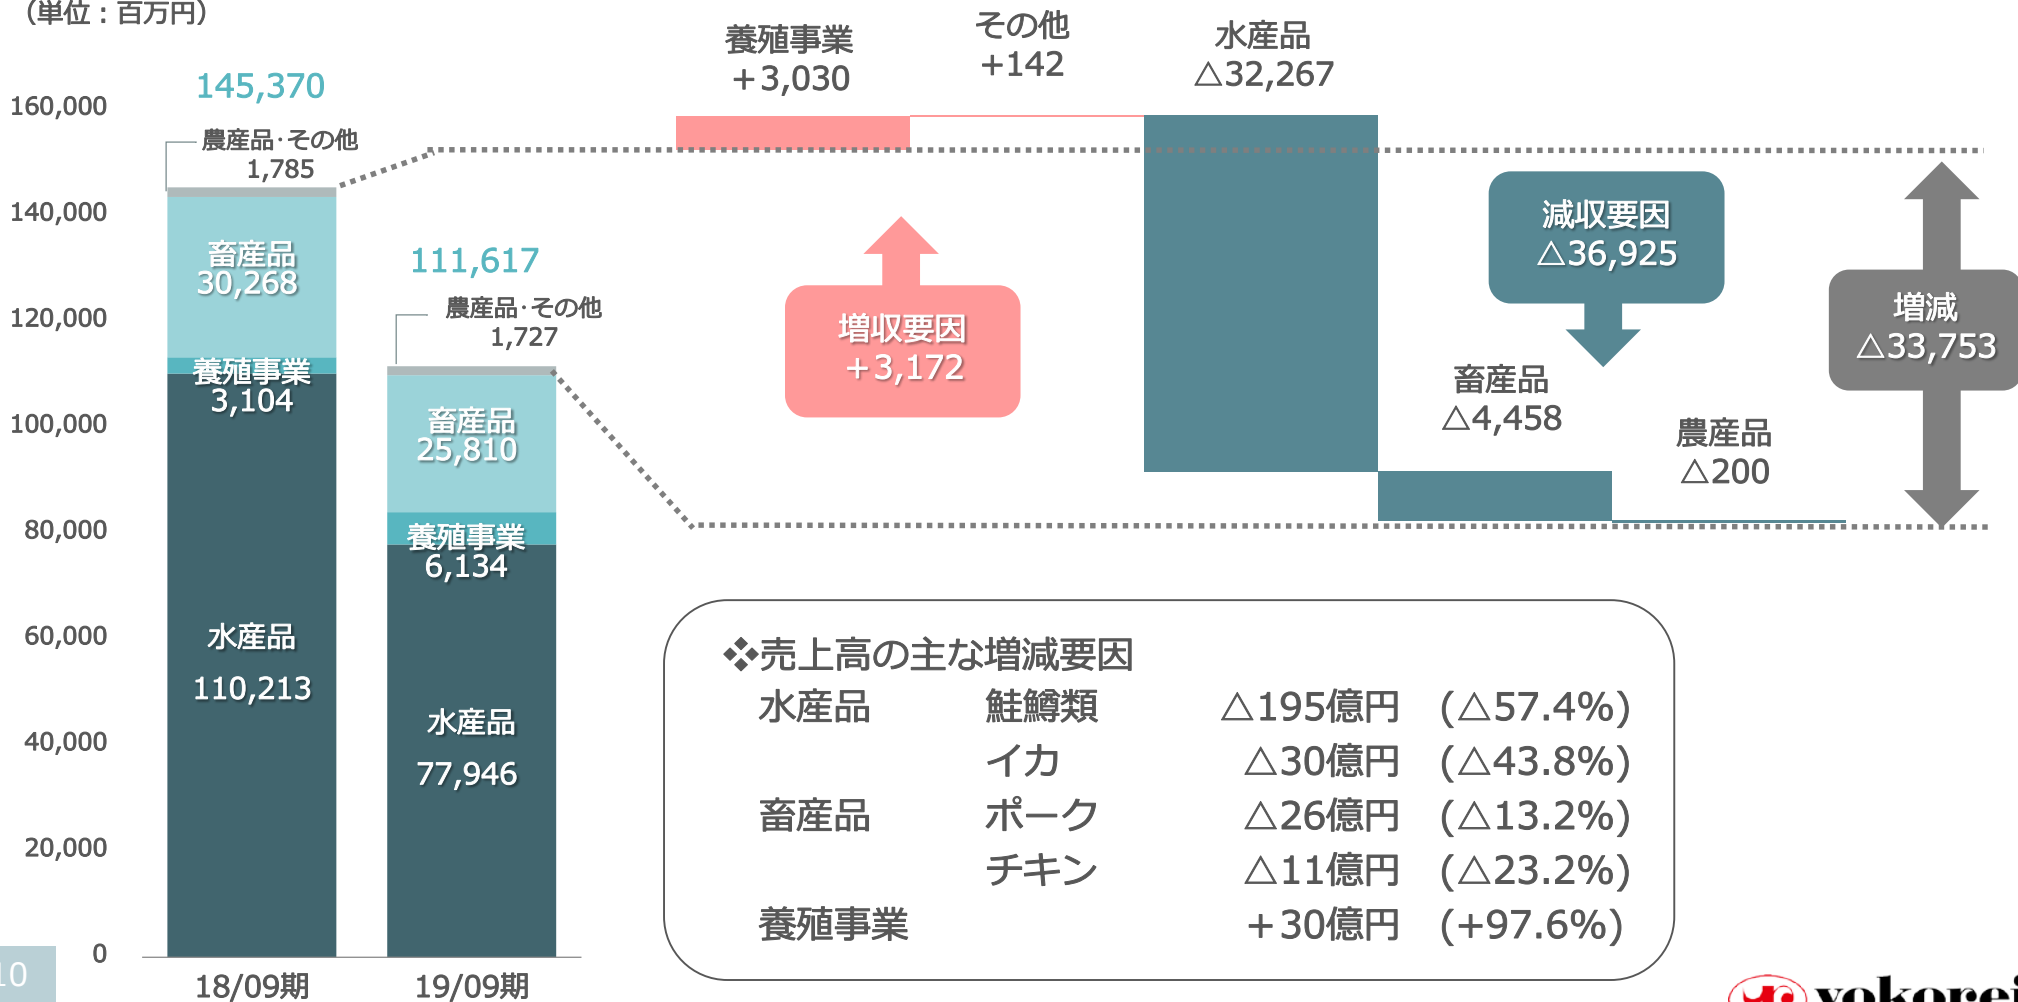 （単位：百万円）
145,370
農産品･その他
1,785
畜産品
30,268
養殖事業
3,104
水産品
110,213
111,617
農産品･その他
1,727
畜産品
25,810
養殖事業
6,134
水産品
77,946
160,000
140,000
120,000
100,000
80,000
60,000
40,000
20,000
0
18/09期
19/09期
養殖事業
+3,030
その他
+142
水産品
△32,267
増収要因
+3,172
減収要因
△36,925
畜産品
△4,458
農産品
△200
増減
△33,753
❖売上高の主な増減要因
水産品 鮭鱒類 △195億円 (△57.4%)
イカ △30億円 (△43.8%)
畜産品 ポーク △26億円 (△13.2%)
チキン △11億円 (△23.2%)
養殖事業 +30億円 (+97.6%)
10
yokorei